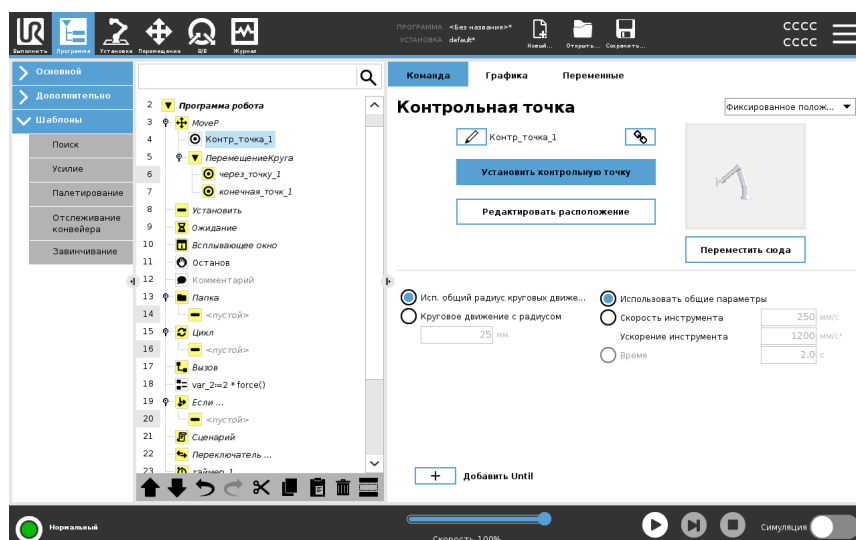 UR
Выполнить Программа Установка Перемещение В/В Журнал
ПРОГРАММА <Без названия>*
УСТАНОВКА default*
Новый... Открыть... Сохранить...
CCCC
CCCC
Основной
Дополнительно
Шаблоны
Поиск
Усилие
Палетирование
Отслеживание
конвейера
Завинчивание
2 Программа робота
3 MoveP
4 Контр_точка_1
5 ПеремещениеКруга
6 через_точку_1
7 конечная_точк_1
8 Установить
9 Ожидание
10 Всплывающее окно
11 Останов
12 Комментарий
13 Папка
14 <пустой>
15 Цикл
16 <пустой>
17 Вызов
18 var_2≔2 * force()
19 Если ...
20 <пустой>
21 Сценарий
22 Переключатель ...
23 таймер_1
Команда Графика Переменные
Контрольная точка
Фиксированное полож...
Контр_точка_1
Установить контрольную точку
Редактировать расположение
Переместить сюда
Исп. общий радиус круговых движе...
Круговое движение с радиусом
25 мм
Использовать общие параметры
Скорость инструмента 250 мм/с
Ускорение инструмента 1200 мм/с²
Время 2,0 с
+ Добавить Until
Нормальный
Скорость 100%
Симуляция